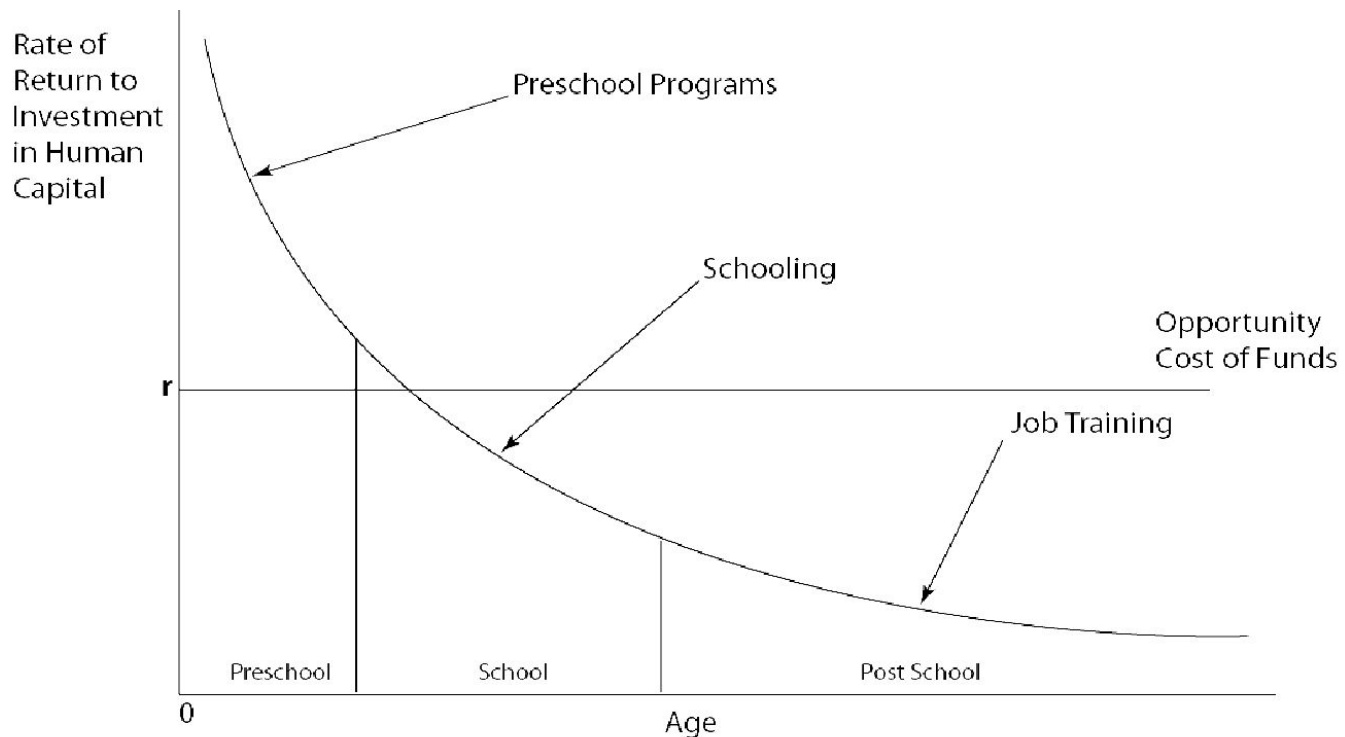 Rate of
Return to
Investment
in Human
Capital
Preschool Programs
Schooling
Opportunity
Cost of Funds
r
Job Training
Preschool
School
Post School
0
Age